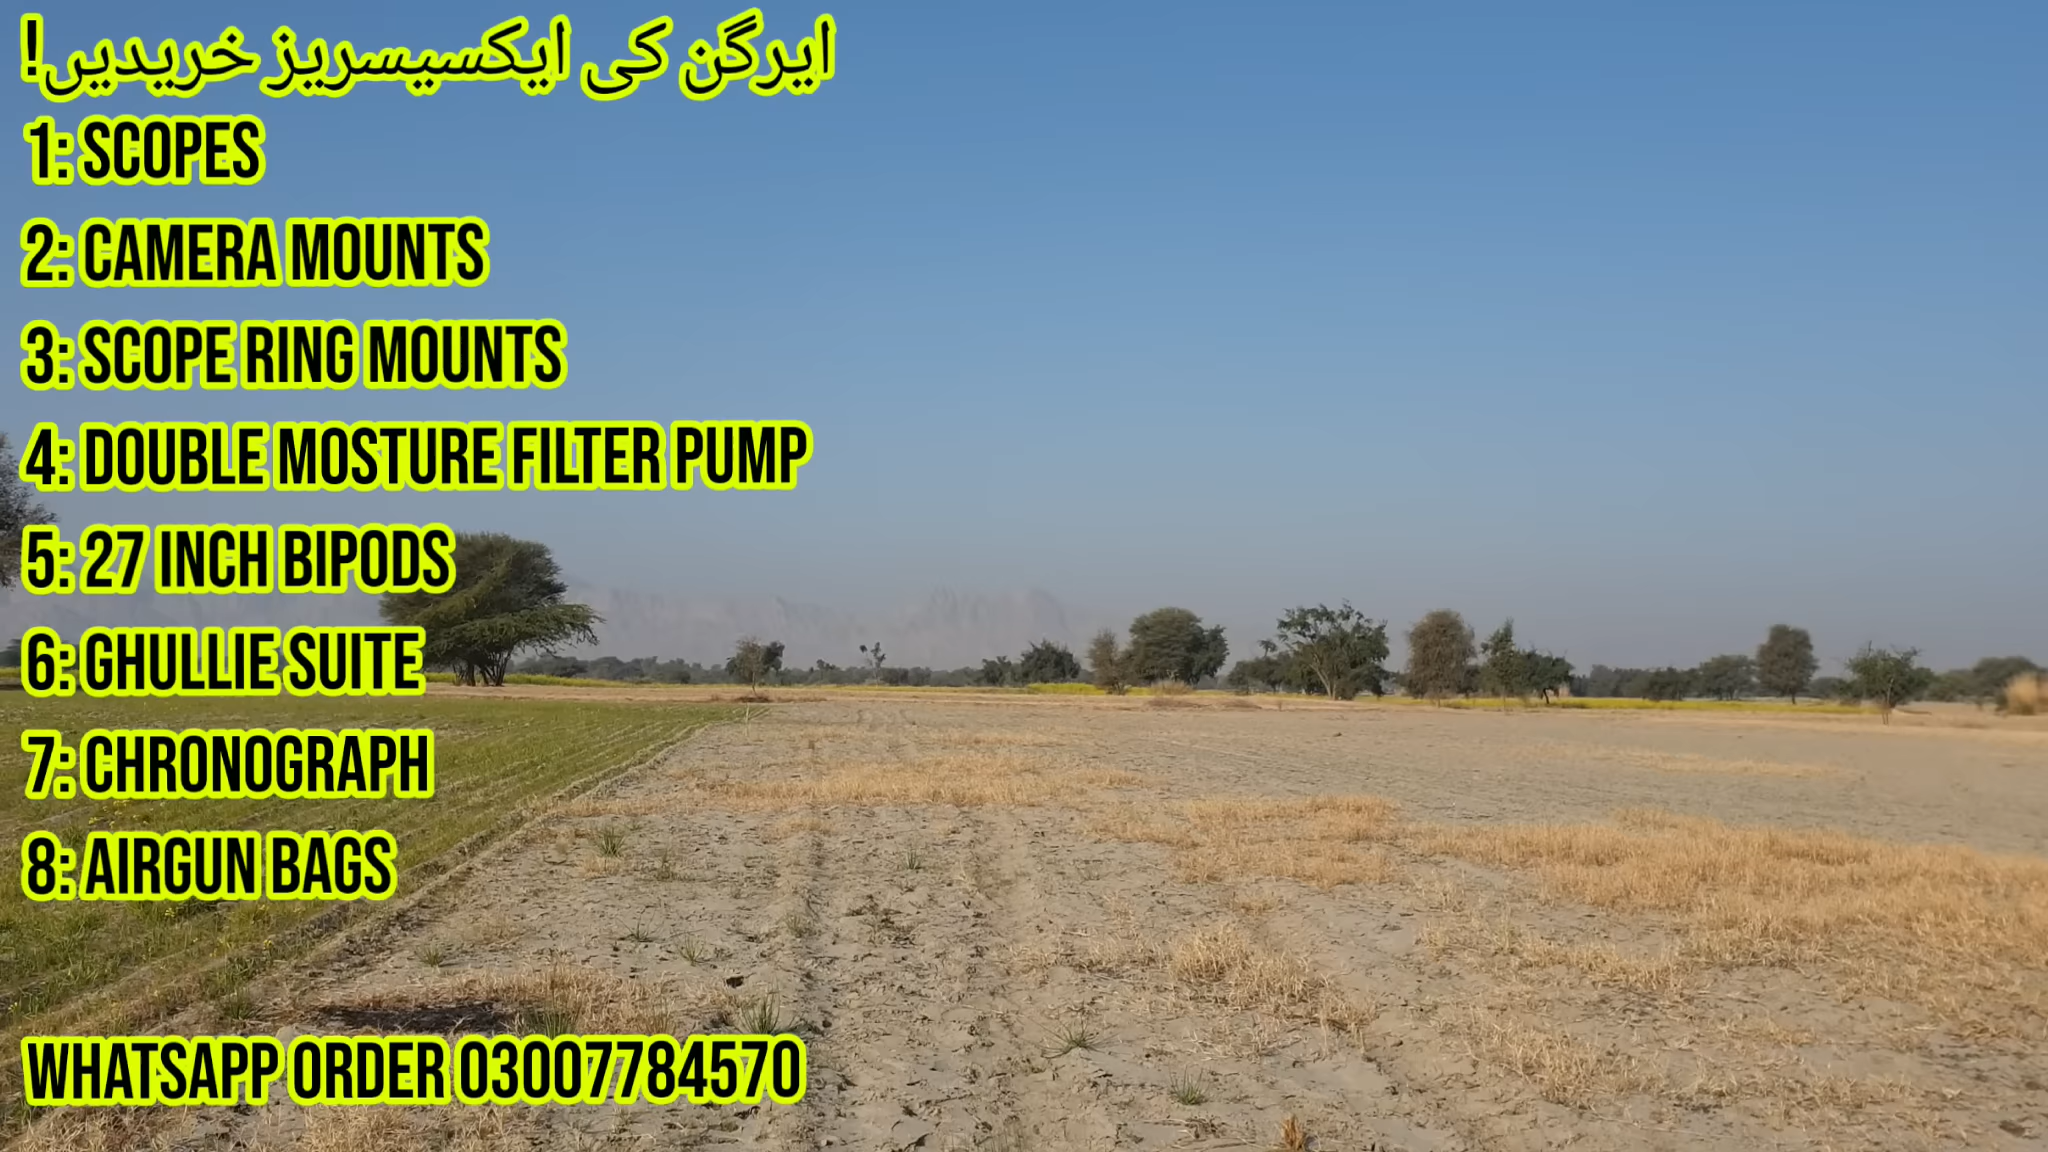 ایرگن کی ایکسیسریز خریدیں!
1: SCOPES
2: CAMERA MOUNTS
3: SCOPE RING MOUNTS
4: DOUBLE MOSTURE FILTER PUMP
5: 27 INCH BIPODS
6: GHULLIE SUITE
7: CHRONOGRAPH
8: AIRGUN BAGS
WHATSAPP ORDER 03007784570